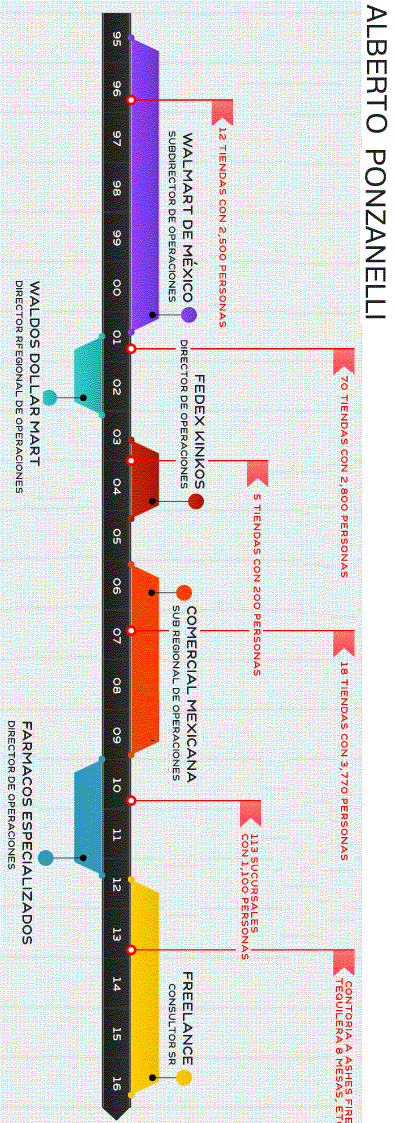 ALBERTO PONZANELLI
12 TIENDAS CON 2,500 PERSONAS
70 TIENDAS CON 2,800 PERSONAS
5 TIENDAS CON 200 PERSONAS
18 TIENDAS CON 3,770 PERSONAS
113 SUCURSALES
CON 1,100 PERSONAS
CONTORIA A ASHES FIRE
TEQUILERA 8 MESAS, ET
WALMART DE MÉXICO
SUBDIRECTOR DE OPERACIONES
FEDEX KINKOS
DIRECTOR DE OPERACIONES
COMERCIAL MEXICANA
SUB REGIONAL DE OPERACIONES
FREELANCE
CONSULTOR SR
95 96 97 98 99 00 01 02 03 04 05 06 07 08 09 10 11 12 13 14 15 16
WALDOS DOLLAR MART
DIRECTOR RFEGIONAL DE OPERACIONES
FARMACOS ESPECIALIZADOS
DIRECTOR DE OPERACIONES